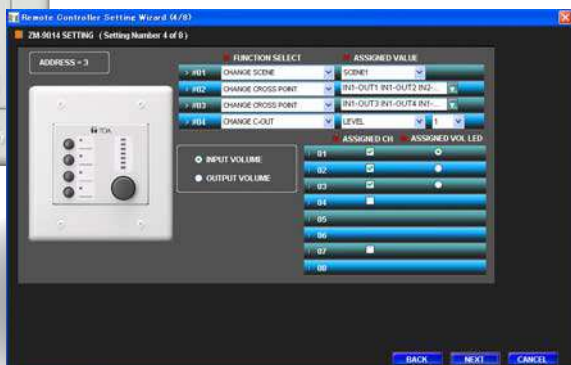 Remote Controller Setting Wizard (4/8)
ZM-9014 SETTING ( Setting Number 4 of 8 )
ADDRESS = 3
FUNCTION SELECT
ASSIGNED VALUE
> #01 CHANGE SCENE SCENE1
> #02 CHANGE CROSS POINT IN1-OUT1 IN1-OUT2 IN2-...
> #03 CHANGE CROSS POINT IN1-OUT3 IN1-OUT4 IN1-...
> #04 CHANGE C-OUT LEVEL 1
TOA
ASSIGNED CH
ASSIGNED VOL LED
INPUT VOLUME
OUTPUT VOLUME
01
02
03
04
05
06
07
08
BACK
NEXT
CANCEL